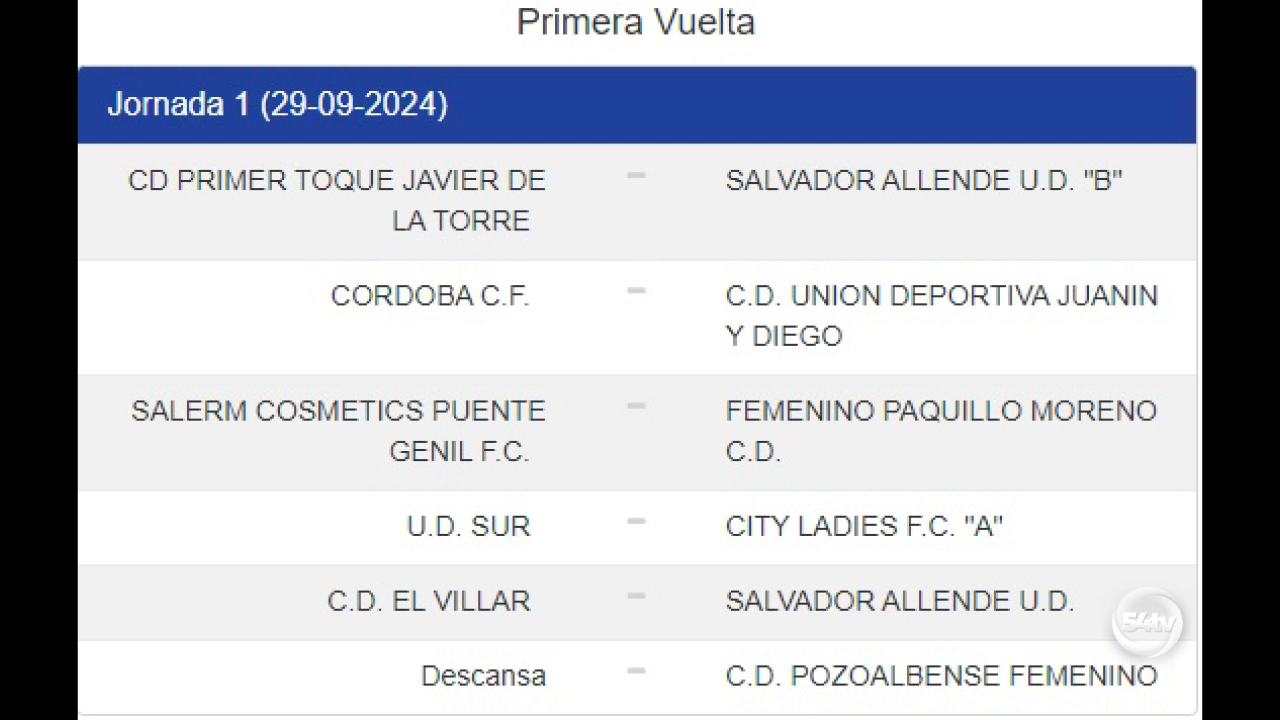 Primera Vuelta
Jornada 1 (29-09-2024)
CD PRIMER TOQUE JAVIER DE - SALVADOR ALLENDE U.D. "B"
LA TORRE
CORDOBA C.F. - C.D. UNION DEPORTIVA JUANIN
Y DIEGO
SALERM COSMETICS PUENTE - FEMENINO PAQUILLO MORENO
GENIL F.C. C.D.
U.D. SUR - CITY LADIES F.C. "A"
C.D. EL VILLAR - SALVADOR ALLENDE U.D.
54tv
Descansa - C.D. POZOALBENSE FEMENINO